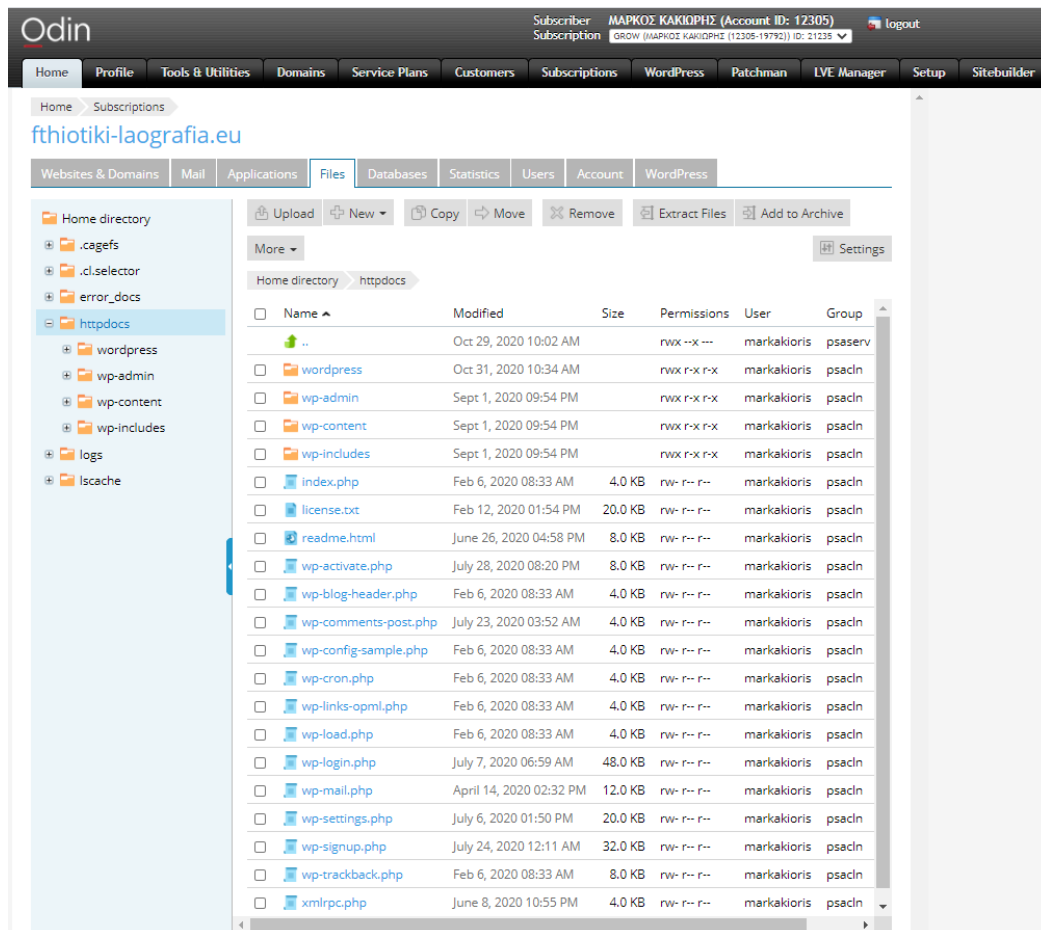 Odin
Subscriber ΜΑΡΚΟΣ ΚΑΚΙΩΡΗΣ (Account ID: 12305) logout
Subscription GROW (ΜΑΡΚΟΣ ΚΑΚΙΩΡΗΣ (12305-19792)) ID: 21235
Home Profile Tools & Utilities Domains Service Plans Customers Subscriptions WordPress Patchman LVE Manager Setup Sitebuilder
Home Subscriptions
fthiotiki-laografia.eu
Websites & Domains Mail Applications Files Databases Statistics Users Account WordPress
Home directory
.cagefs
.cl.selector
error_docs
httpdocs
wordpress
wp-admin
wp-content
wp-includes
logs
lscache
Upload New Copy Move Remove Extract Files Add to Archive
More Settings
Home directory httpdocs
Name Modified Size Permissions User Group
.. Oct 29, 2020 10:02 AM rwx --x --- markakioris psaserv
wordpress Oct 31, 2020 10:34 AM rwx r-x r-x markakioris psacln
wp-admin Sept 1, 2020 09:54 PM rwx r-x r-x markakioris psacln
wp-content Sept 1, 2020 09:54 PM rwx r-x r-x markakioris psacln
wp-includes Sept 1, 2020 09:54 PM rwx r-x r-x markakioris psacln
index.php Feb 6, 2020 08:33 AM 4.0 KB rw- r-- r-- markakioris psacln
license.txt Feb 12, 2020 01:54 PM 20.0 KB rw- r-- r-- markakioris psacln
readme.html June 26, 2020 04:58 PM 8.0 KB rw- r-- r-- markakioris psacln
wp-activate.php July 28, 2020 08:20 PM 8.0 KB rw- r-- r-- markakioris psacln
wp-blog-header.php Feb 6, 2020 08:33 AM 4.0 KB rw- r-- r-- markakioris psacln
wp-comments-post.php July 23, 2020 03:52 AM 4.0 KB rw- r-- r-- markakioris psacln
wp-config-sample.php Feb 6, 2020 08:33 AM 4.0 KB rw- r-- r-- markakioris psacln
wp-cron.php Feb 6, 2020 08:33 AM 4.0 KB rw- r-- r-- markakioris psacln
wp-links-opml.php Feb 6, 2020 08:33 AM 4.0 KB rw- r-- r-- markakioris psacln
wp-load.php Feb 6, 2020 08:33 AM 4.0 KB rw- r-- r-- markakioris psacln
wp-login.php July 7, 2020 06:59 AM 48.0 KB rw- r-- r-- markakioris psacln
wp-mail.php April 14, 2020 02:32 PM 12.0 KB rw- r-- r-- markakioris psacln
wp-settings.php July 6, 2020 01:50 PM 20.0 KB rw- r-- r-- markakioris psacln
wp-signup.php July 24, 2020 12:11 AM 32.0 KB rw- r-- r-- markakioris psacln
wp-trackback.php Feb 6, 2020 08:33 AM 8.0 KB rw- r-- r-- markakioris psacln
xmlrpc.php June 8, 2020 10:55 PM 4.0 KB rw- r-- r-- markakioris psacln